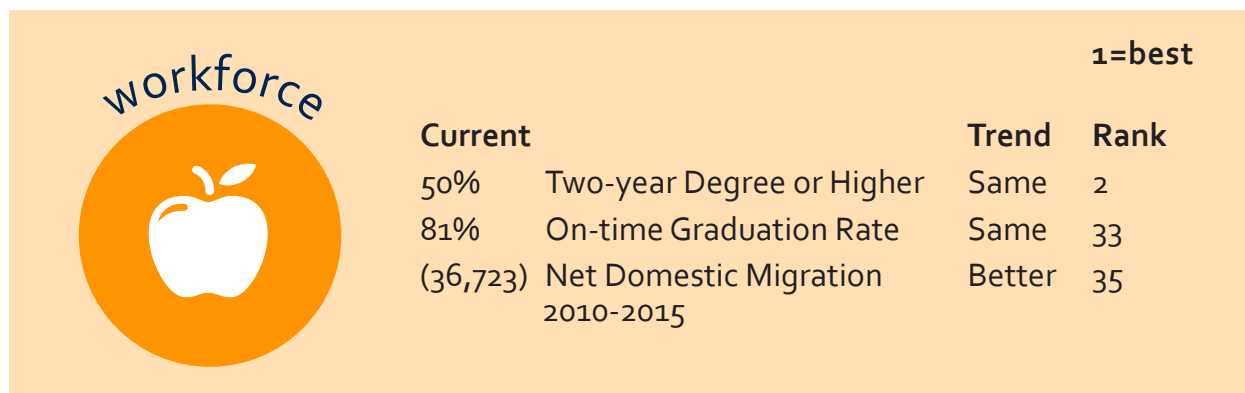 workforce
1=best
Current Trend Rank
50% Two-year Degree or Higher Same 2
81% On-time Graduation Rate Same 33
(36,723) Net Domestic Migration Better 35
2010-2015